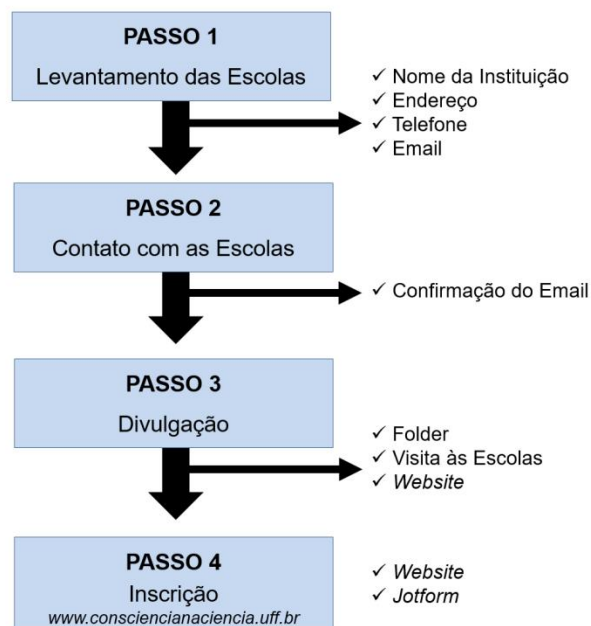 PASSO 1
Levantamento das Escolas
✓ Nome da Instituição
✓ Endereço
✓ Telefone
✓ Email
PASSO 2
Contato com as Escolas
✓ Confirmação do Email
PASSO 3
Divulgação
✓ Folder
✓ Visita às Escolas
✓ Website
PASSO 4
Inscrição
www.consciencianaciencia.uff.br
✓ Website
✓ Jotform